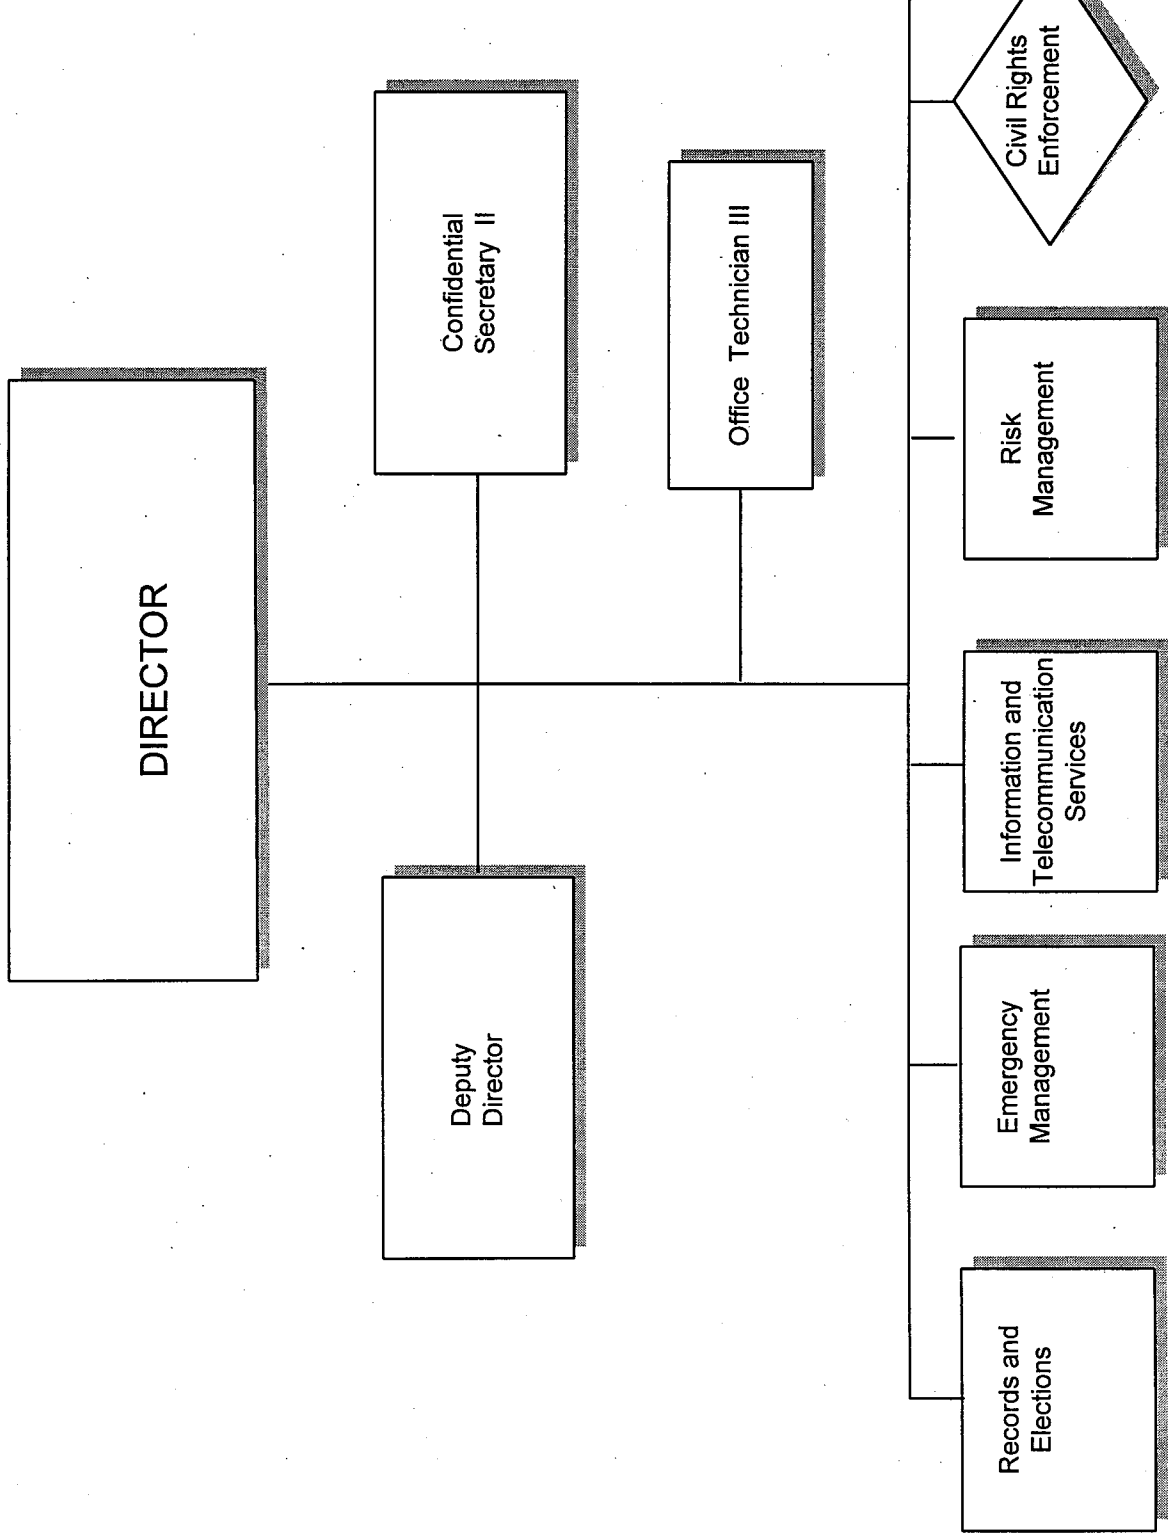 DIRECTOR
Deputy
Director
Confidential
Secretary II
Office Technician III
Records and
Elections
Emergency
Management
Information and
Telecommunication
Services
Risk
Management
Civil Rights
Enforcement